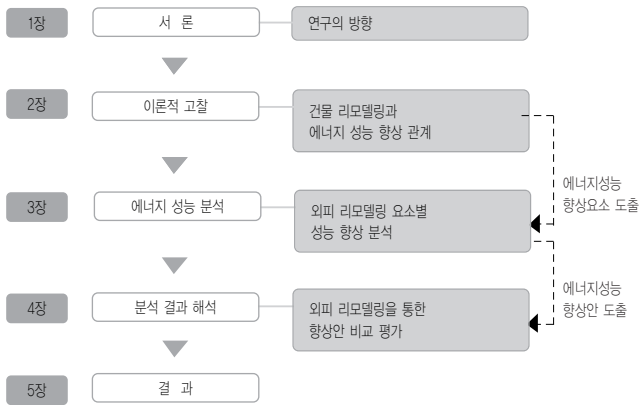 1장
서 론
연구의 방향
2장
이론적 고찰
건물 리모델링과
에너지 성능 향상 관계
에너지성능
향상요소 도출
3장
에너지 성능 분석
외피 리모델링 요소별
성능 향상 분석
에너지성능
향상안 도출
4장
분석 결과 해석
외피 리모델링을 통한
향상안 비교 평가
5장
결 과